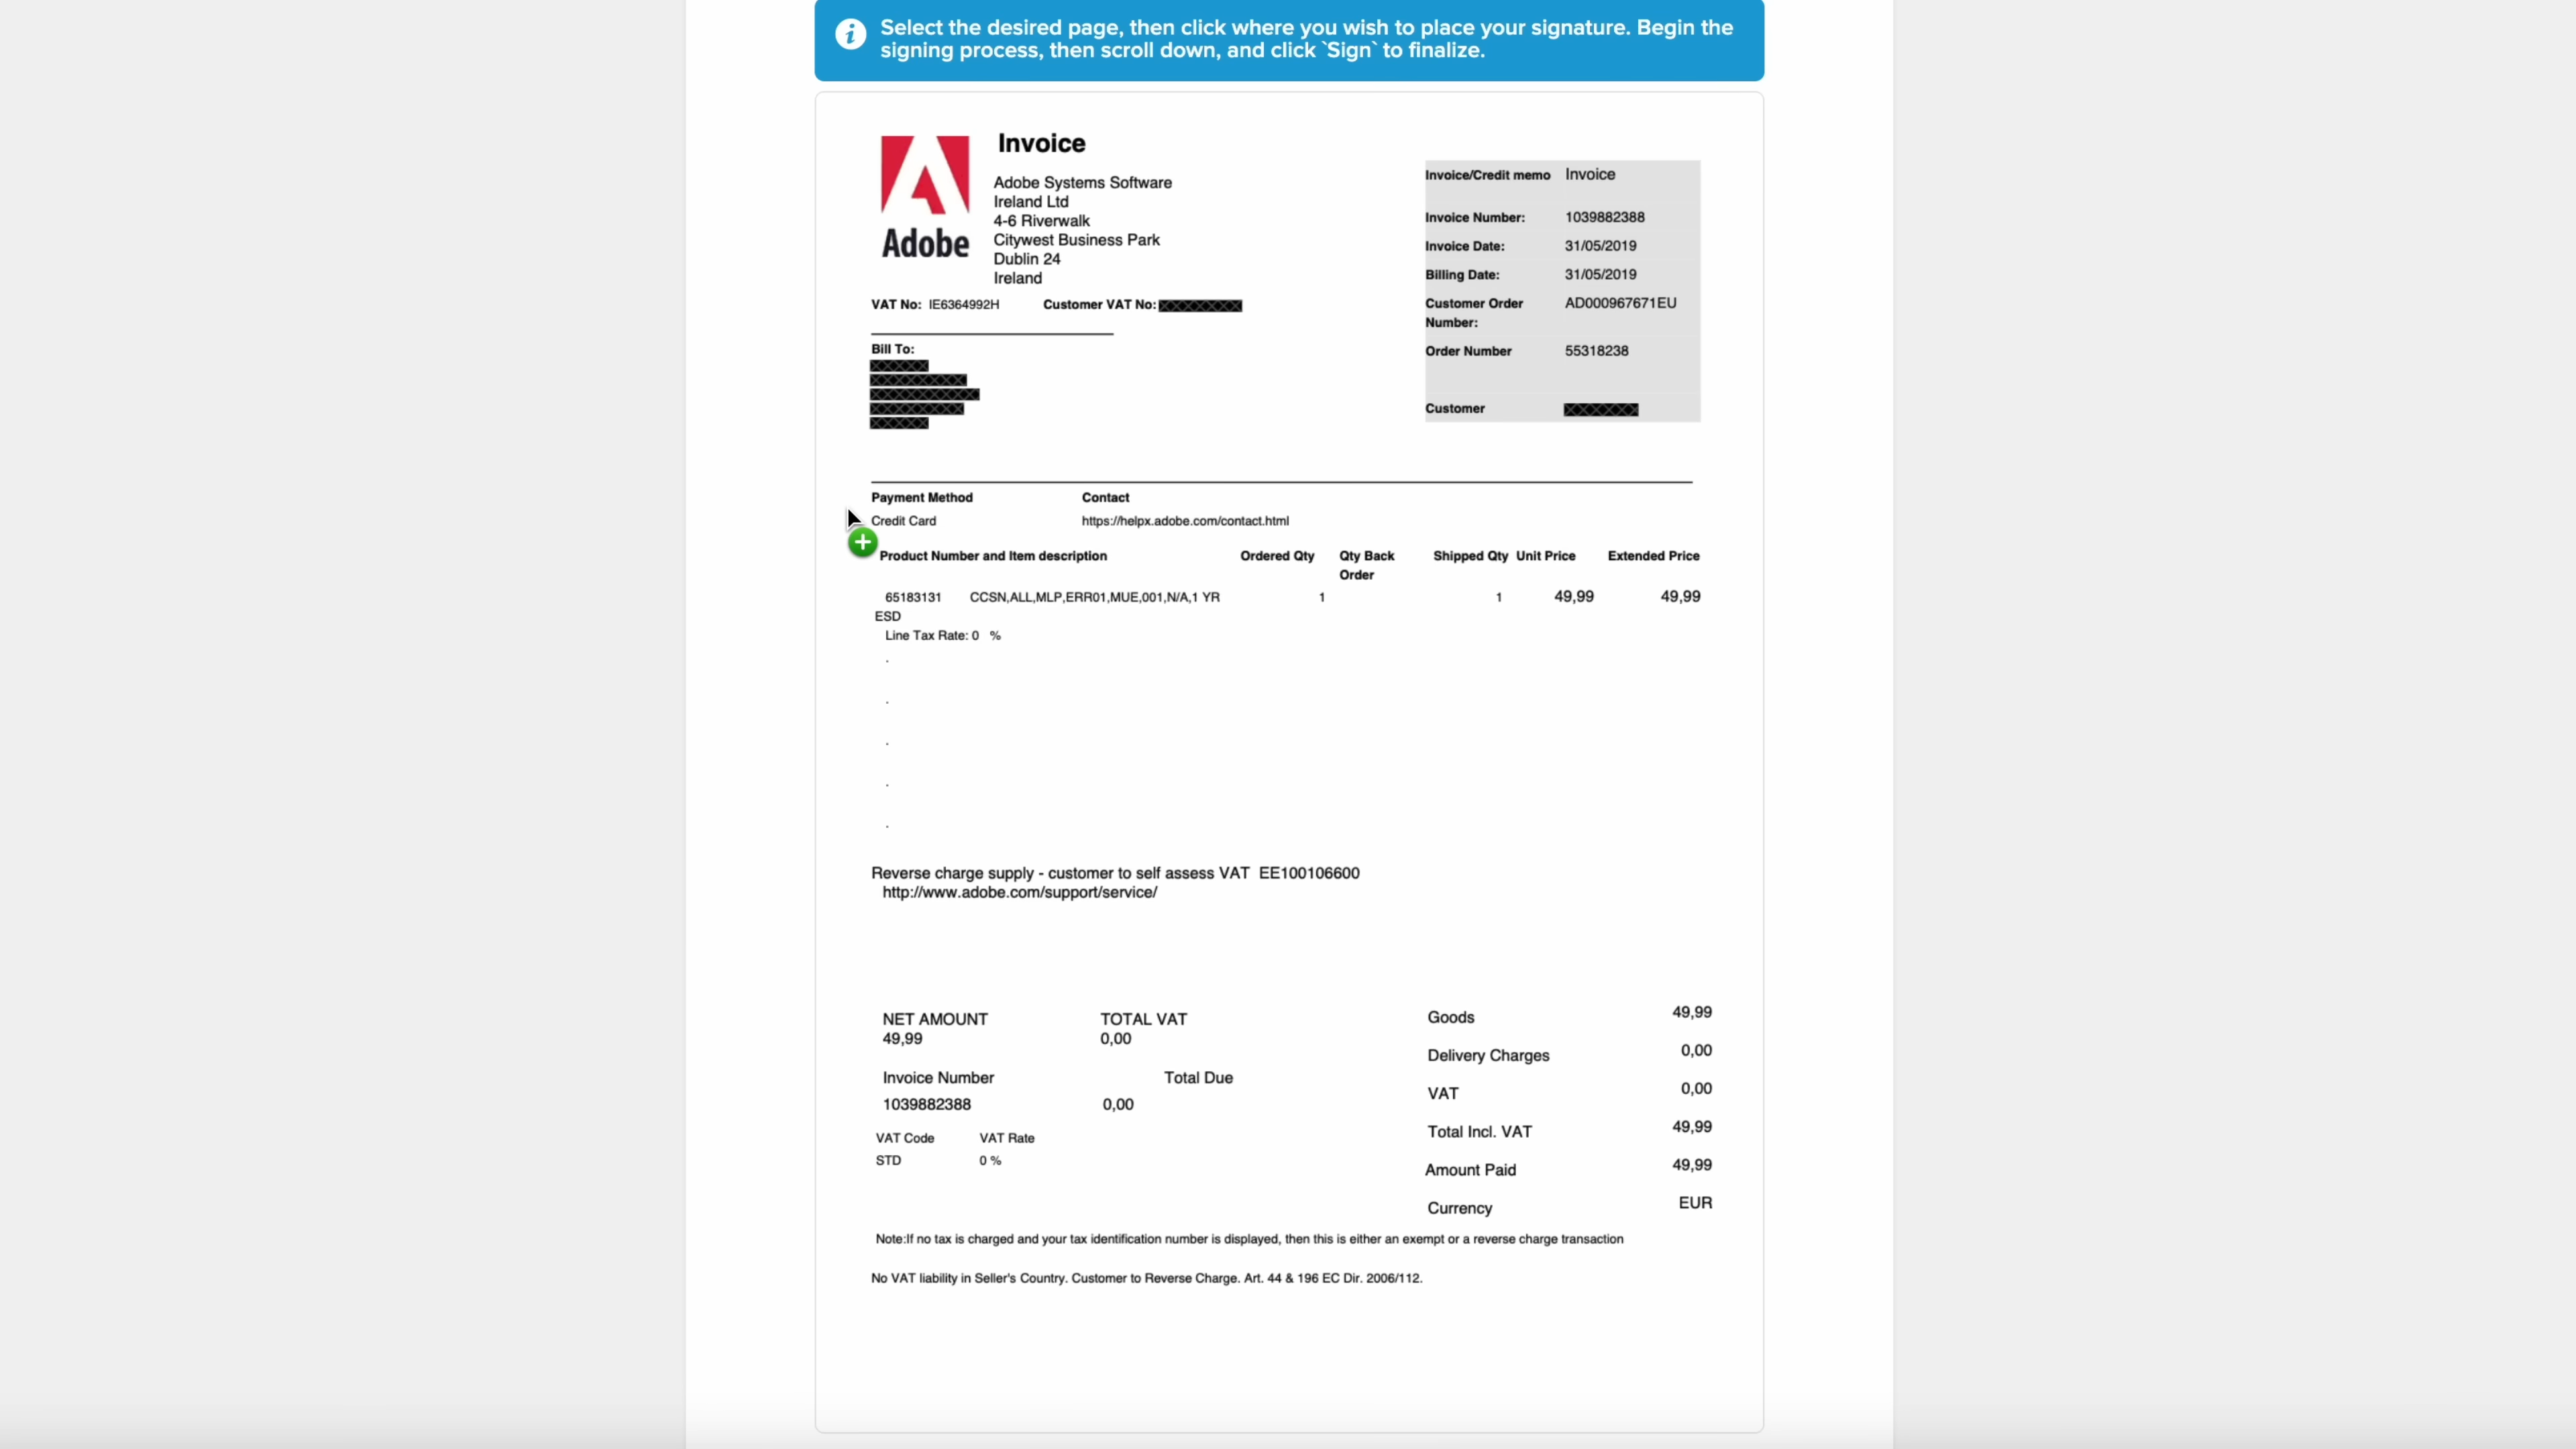 Select the desired page, then click where you wish to place your signature. Begin the
signing process, then scroll down, and click `Sign` to finalize.
Adobe
Invoice
Adobe Systems Software
Ireland Ltd
4-6 Riverwalk
Citywest Business Park
Dublin 24
Ireland
VAT No: IE6364992H Customer VAT No:
Invoice/Credit memo Invoice
Invoice Number: 1039882388
Invoice Date: 31/05/2019
Billing Date: 31/05/2019
Customer Order AD000967671EU
Number:
Order Number 55318238
Customer
Bill To:
Payment Method Contact
Credit Card https://helpx.adobe.com/contact.html
Product Number and Item description Ordered Qty Qty Back Shipped Qty Unit Price Extended Price
Order
65183131 CCSN,ALL,MLP,ERR01,MUE,001,N/A,1 YR 1 1 49,99 49,99
ESD
Line Tax Rate: 0 %
.
.
.
.
.
Reverse charge supply - customer to self assess VAT EE100106600
http://www.adobe.com/support/service/
NET AMOUNT TOTAL VAT
49,99 0,00
Invoice Number Total Due
1039882388 0,00
VAT Code VAT Rate
STD 0 %
Goods 49,99
Delivery Charges 0,00
VAT 0,00
Total Incl. VAT 49,99
Amount Paid 49,99
Currency EUR
Note:If no tax is charged and your tax identification number is displayed, then this is either an exempt or a reverse charge transaction
No VAT liability in Seller's Country. Customer to Reverse Charge. Art. 44 & 196 EC Dir. 2006/112.